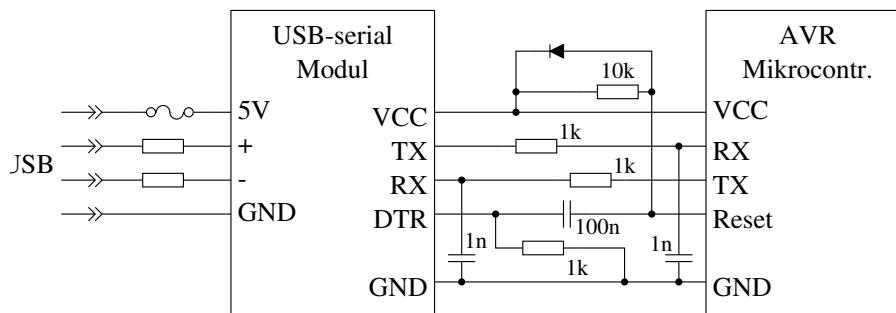 USB-serial
Modul
AVR
Mikrocontr.
10k
5V
VCC
VCC
1k
+
TX
RX
USB
1k
-
RX
TX
GND
DTR
100n
Reset
1n
1n
1k
GND
GND